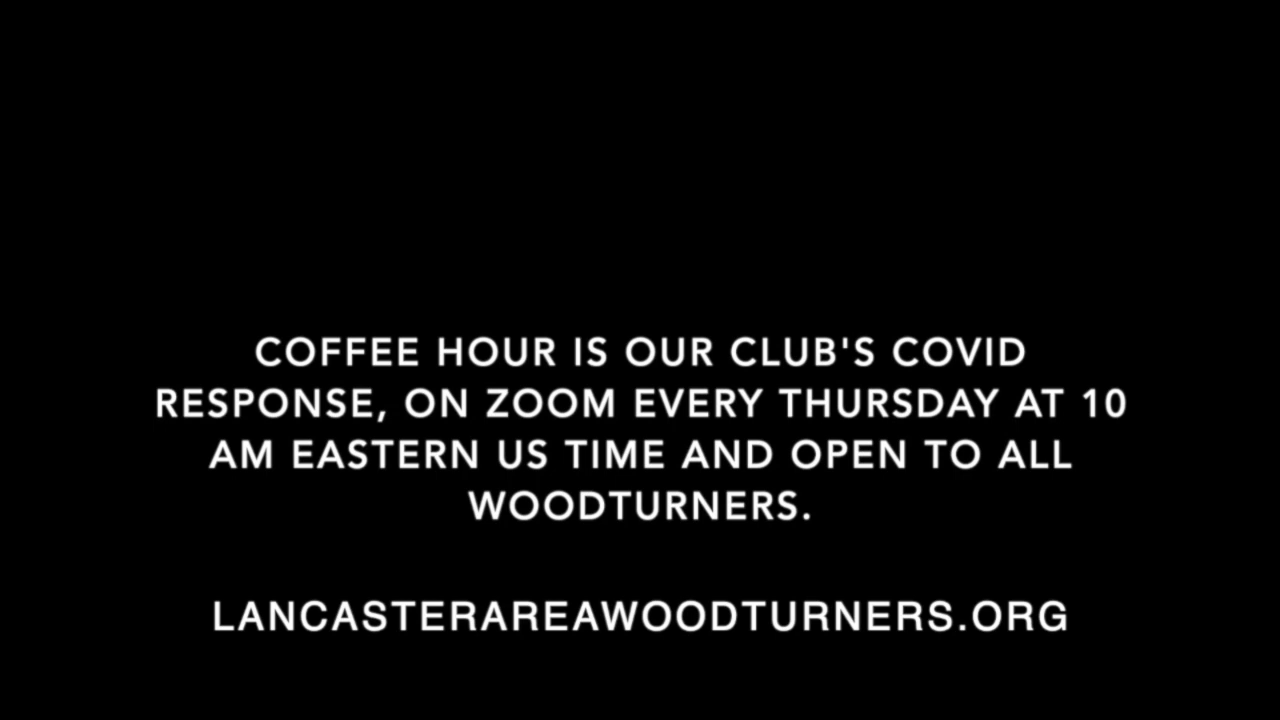 COFFEE HOUR IS OUR CLUB'S COVID
RESPONSE, ON ZOOM EVERY THURSDAY AT 10
AM EASTERN US TIME AND OPEN TO ALL
WOODTURNERS.
LANCASTERAREAWOODTURNERS.ORG